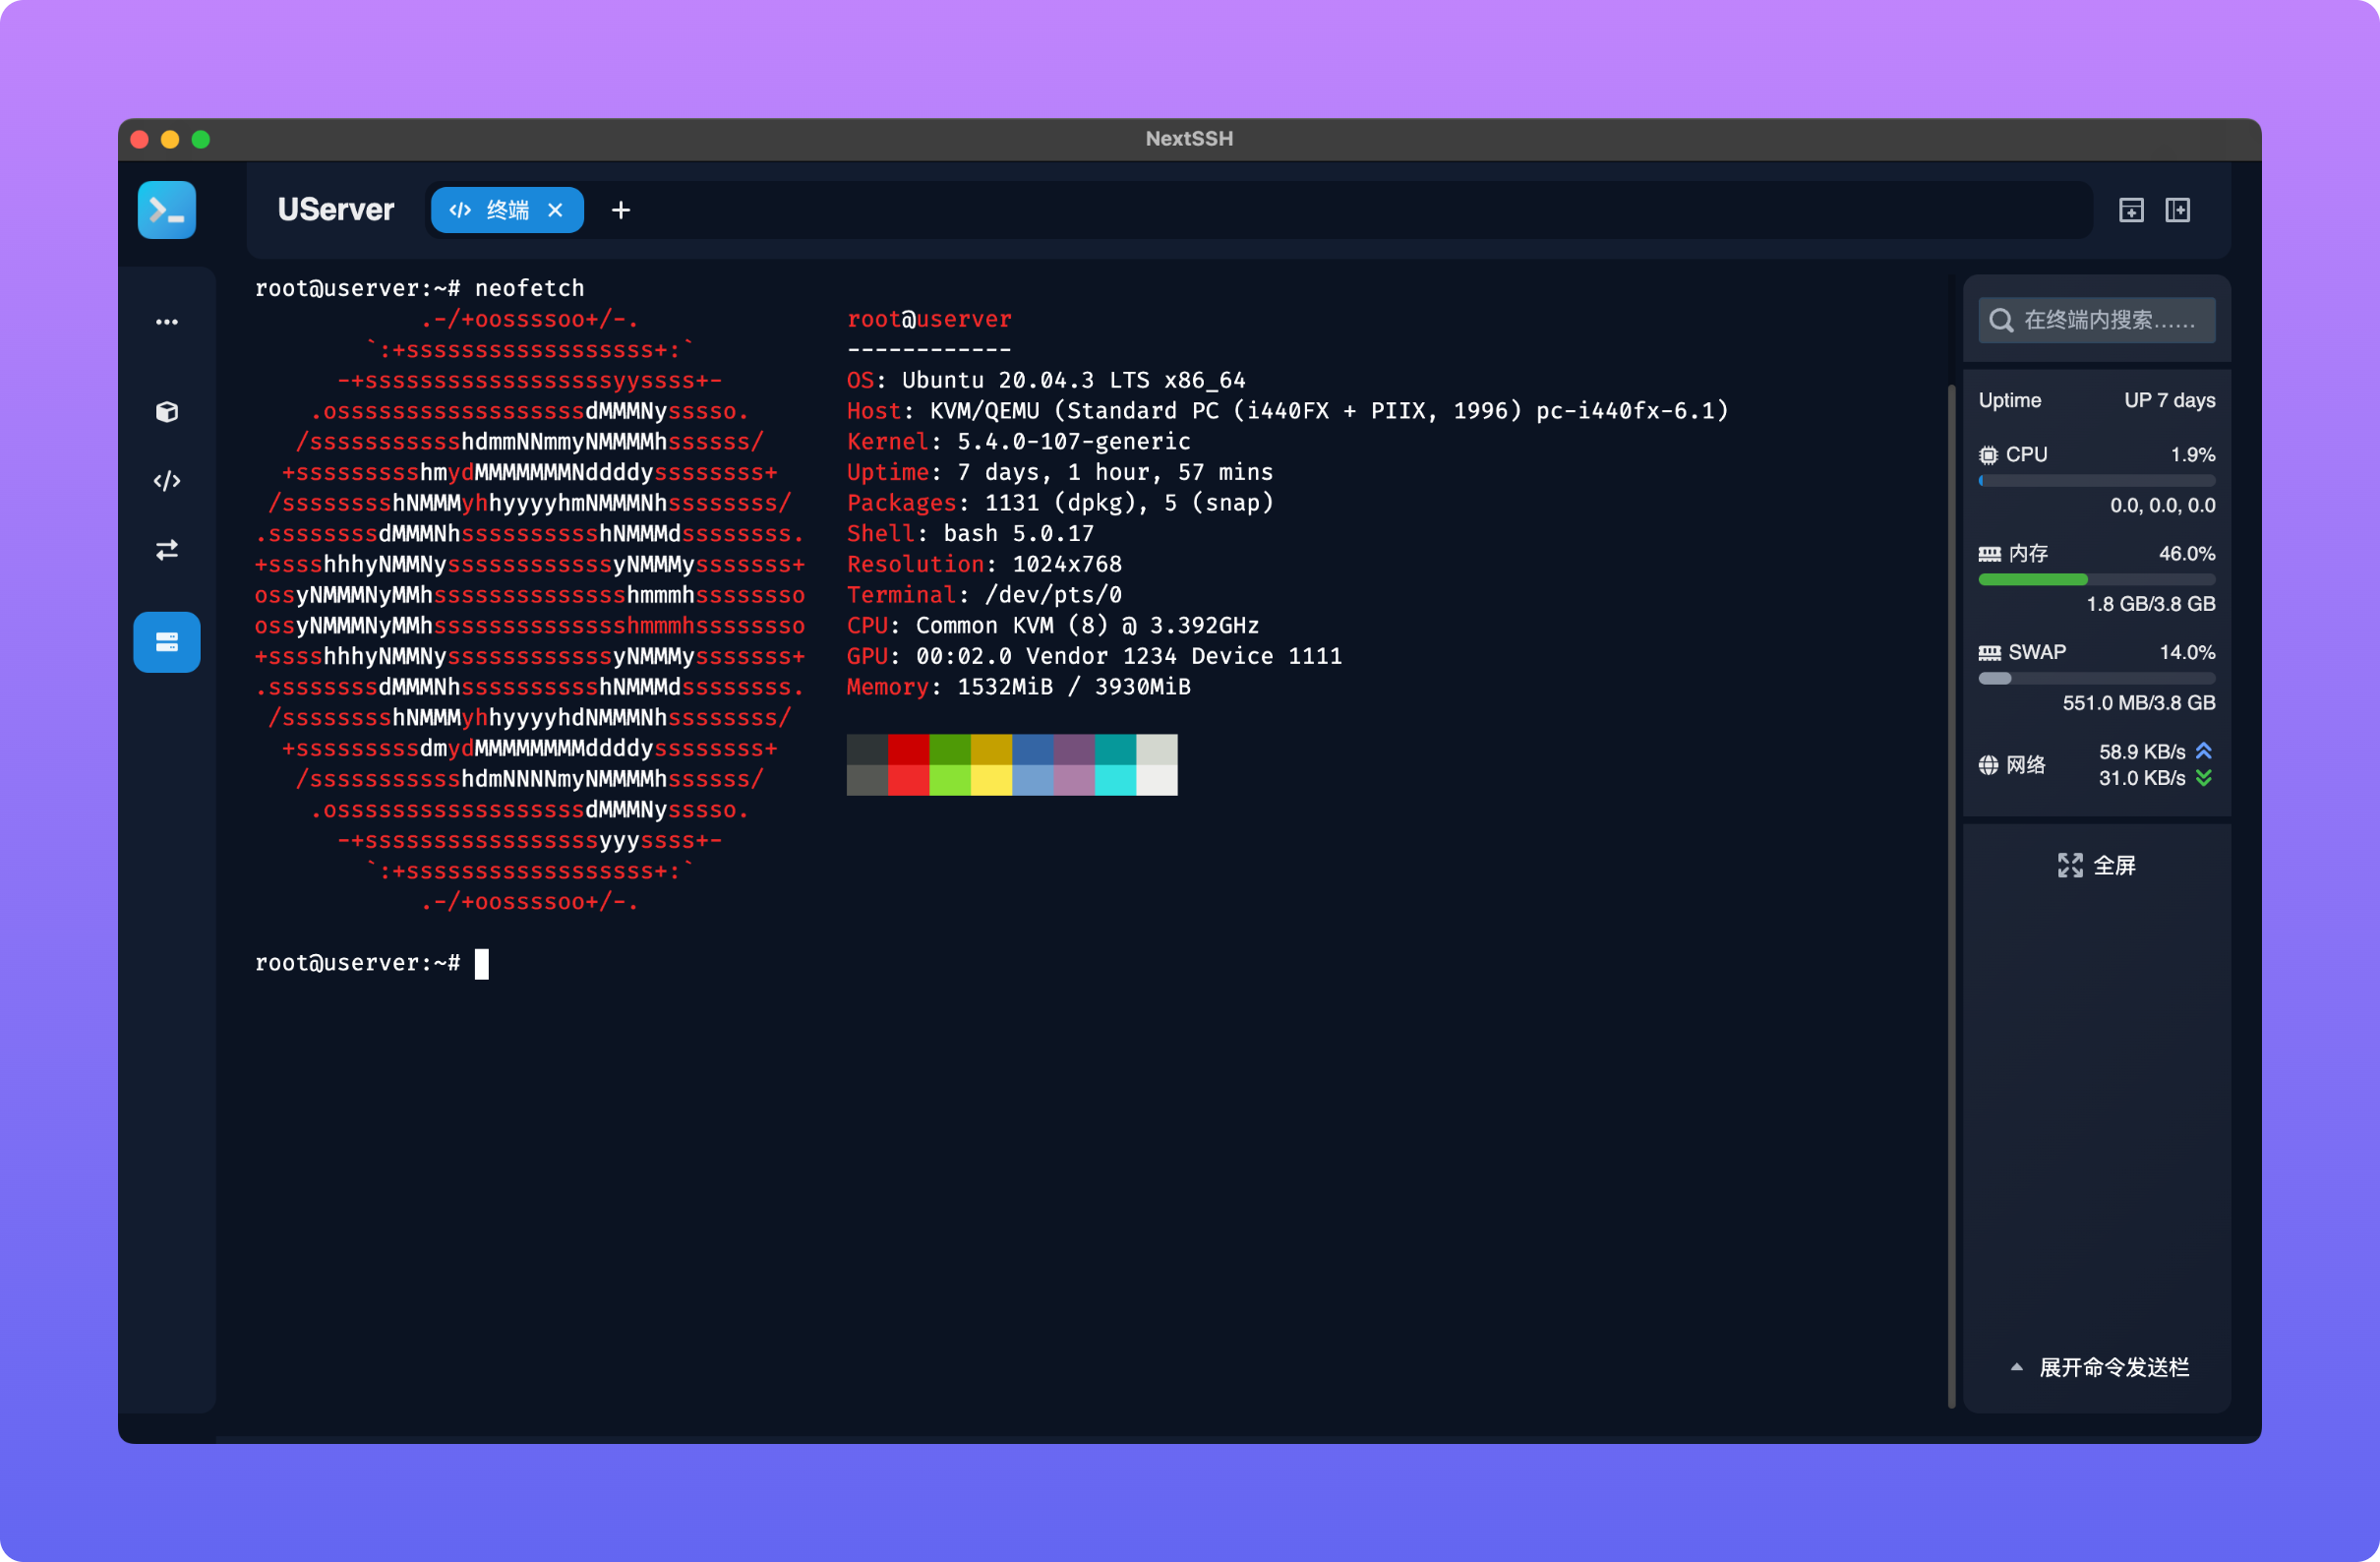 NextSSH
UServer
终端
root@userver:~# neofetch
.-/+oossssoo+/-.
`:+ssssssssssssssssss+:`
-+ssssssssssssssssssyyssss+-
.ossssssssssssssssssdMMMNysssso.
/ssssssssssshdmmNNmmyNMMMMhssssss/
+ssssssssshmydMMMMMMMNddddyssssssss+
/sssssssshNMMMyhhyyyyhmNMMMNhssssssss/
.ssssssssdMMMNhsssssssssshNMMMdssssssss.
+sssshhhyNMMNyssssssssssssyNMMMysssssss+
ossyNMMMNyMMhsssssssssssssshmmmhssssssso
ossyNMMMNyMMhsssssssssssssshmmmhssssssso
+sssshhhyNMMNyssssssssssssyNMMMysssssss+
.ssssssssdMMMNhsssssssssshNMMMdssssssss.
/sssssssshNMMMyhhyyyyhdNMMMNhssssssss/
+sssssssssdmydMMMMMMMMddddyssssssss+
/ssssssssssshdmNNNNmyNMMMMhssssss/
.ossssssssssssssssssdMMMNysssso.
-+sssssssssssssssssyyyssss+-
`:+ssssssssssssssssss+:`
.-/+oossssoo+/-.
root@userver
------------
OS: Ubuntu 20.04.3 LTS x86_64
Host: KVM/QEMU (Standard PC (i440FX + PIIX, 1996) pc-i440fx-6.1)
Kernel: 5.4.0-107-generic
Uptime: 7 days, 1 hour, 57 mins
Packages: 1131 (dpkg), 5 (snap)
Shell: bash 5.0.17
Resolution: 1024x768
Terminal: /dev/pts/0
CPU: Common KVM (8) @ 3.392GHz
GPU: 00:02.0 Vendor 1234 Device 1111
Memory: 1532MiB / 3930MiB
root@userver:~#
在终端内搜索……
Uptime UP 7 days
CPU 1.9%
0.0, 0.0, 0.0
内存 46.0%
1.8 GB/3.8 GB
SWAP 14.0%
551.0 MB/3.8 GB
网络 58.9 KB/s
31.0 KB/s
全屏
展开命令发送栏